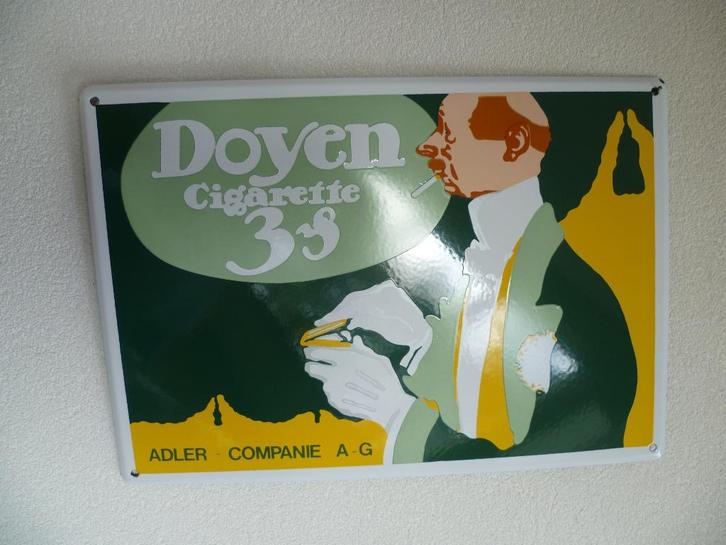 Doyen
Cigarette
3 ₰
ADLER - COMPANIE A-G